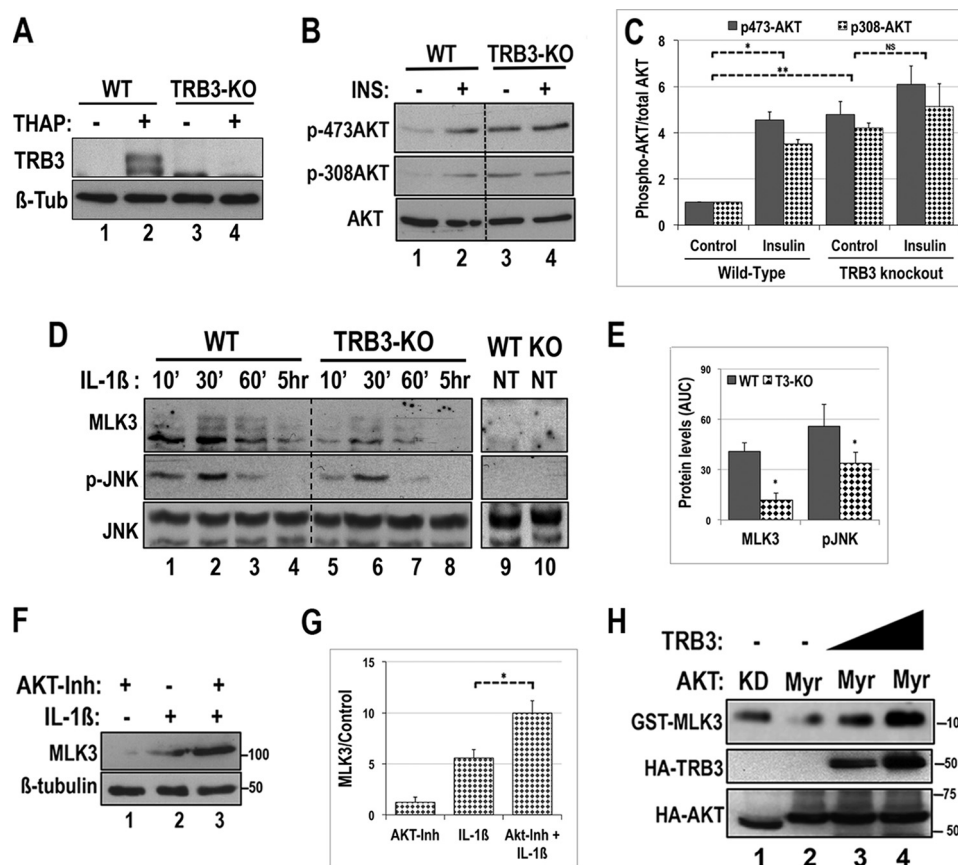 A
WT TRB3-KO
THAP: - + - +
TRB3
ß-Tub
1 2 3 4
B
WT TRB3-KO
INS: - + - +
p-473AKT
p-308AKT
AKT
1 2 3 4
C
p473-AKT p308-AKT
Phospho-AKT/total AKT
8
6
4
2
0
*
**
NS
Control Insulin Control Insulin
Wild-Type TRB3 knockout
D
WT TRB3-KO WT KO
IL-1ß : 10’ 30’ 60’ 5hr 10’ 30’ 60’ 5hr NT NT
MLK3
p-JNK
JNK
1 2 3 4 5 6 7 8 9 10
E
WT T3-KO
Protein levels (AUC)
90
60
30
0
*
*
MLK3 pJNK
F
AKT-Inh: + - +
IL-1ß: - + +
MLK3 -100
ß-tubulin -50
1 2 3
G
MLK3/Control
15
10
5
0
*
AKT-Inh IL-1ß Akt-Inh +
IL-1ß
H
TRB3: - -
AKT: KD Myr Myr Myr
GST-MLK3
HA-TRB3 -50
-75
HA-AKT
50
1 2 3 4